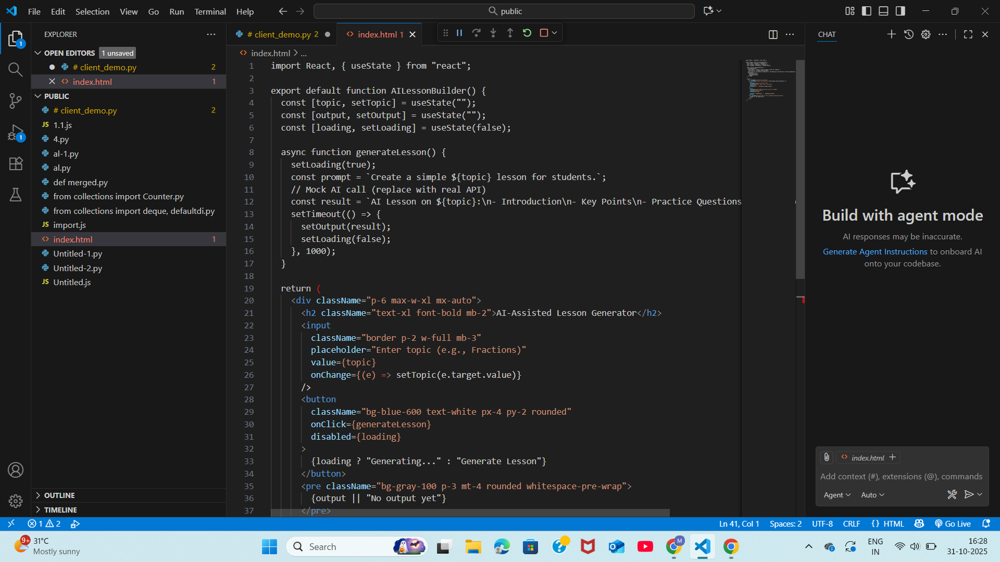 File Edit Selection View Go Run Terminal Help
public
EXPLORER
OPEN EDITORS 1 unsaved
# client_demo.py 2
index.html 1
PUBLIC
# client_demo.py 2
JS 1.1.js
4.py
al-1.py
al.py
def merged.py
from collections import Counter.py
from collections import deque, defaultdi.py
JS import.js
index.html 1
Untitled-1.py
Untitled-2.py
JS Untitled.js
OUTLINE
TIMELINE
# client_demo.py 2
index.html 1
index.html > ...
1 import React, { useState } from "react";
2
3 export default function AILessonBuilder() {
4 const [topic, setTopic] = useState("");
5 const [output, setOutput] = useState("");
6 const [loading, setLoading] = useState(false);
7
8 async function generateLesson() {
9 setLoading(true);
10 const prompt = `Create a simple ${topic} lesson for students.`;
11 // Mock AI call (replace with real API)
12 const result = `AI Lesson on ${topic}:\n- Introduction\n- Key Points\n- Practice Questions
13 setTimeout(() => {
14 setOutput(result);
15 setLoading(false);
16 }, 1000);
17 }
18
19 return (
20 <div className="p-6 max-w-xl mx-auto">
21 <h2 className="text-xl font-bold mb-2">AI-Assisted Lesson Generator</h2>
22 <input
23 className="border p-2 w-full mb-3"
24 placeholder="Enter topic (e.g., Fractions)"
25 value={topic}
26 onChange={(e) => setTopic(e.target.value)}
27 />
28 <button
29 className="bg-blue-600 text-white px-4 py-2 rounded"
30 onClick={generateLesson}
31 disabled={loading}
32 >
33 {loading ? "Generating..." : "Generate Lesson"}
34 </button>
35 <pre className="bg-gray-100 p-3 mt-4 rounded whitespace-pre-wrap">
36 {output || "No output yet"}
37 </pre>
CHAT
Build with agent mode
AI responses may be inaccurate.
Generate Agent Instructions to onboard AI
onto your codebase.
index.html
Add context (#), extensions (@), commands
Agent Auto
1 2
Ln 41, Col 1 Spaces: 2 UTF-8 CRLF {} HTML Go Live
9+
31°C
Mostly sunny
Search
M
ENG
IN
16:28
31-10-2025